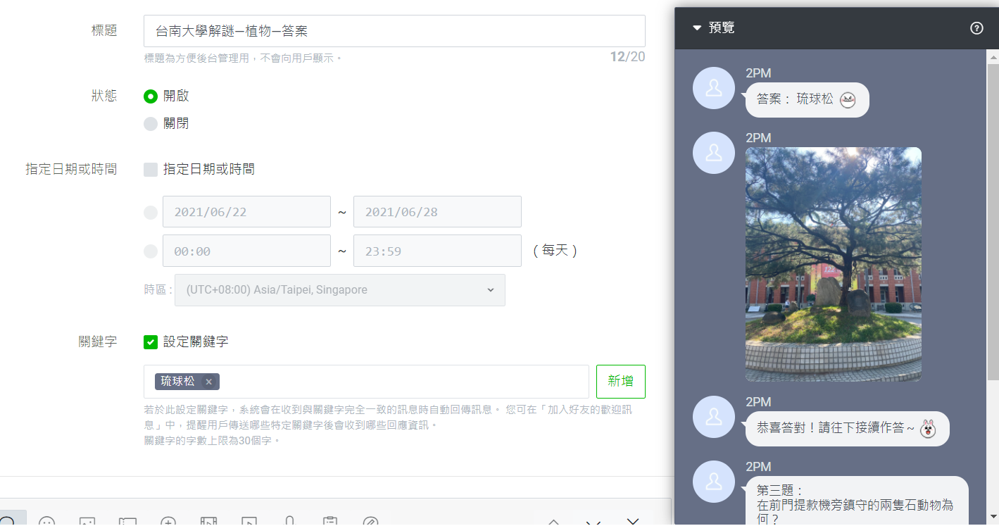 標題
台南大學解謎—植物—答案
標題為方便後台管理用，不會向用戶顯示。
12/20
狀態
開啟
關閉
指定日期或時間
指定日期或時間
2021/06/22 ~ 2021/06/28
00:00 ~ 23:59 （每天）
時區 : (UTC+08:00) Asia/Taipei, Singapore
關鍵字
設定關鍵字
琉球松 ×
新增
若於此設定關鍵字，系統會在收到與關鍵字完全一致的訊息時自動回傳訊息。 您可在「加入好友的歡迎訊
息」中，提醒用戶傳送哪些特定關鍵字後會收到哪些回應資訊。
關鍵字的字數上限為30個字。
預覽
2PM
答案： 琉球松
2PM
122
2PM
恭喜答對！請往下接續作答~
2PM
第三題：
在前門提款機旁鎮守的兩隻石動物為
何？